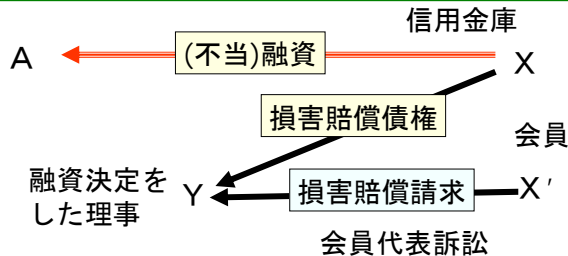 信用金庫
A
(不当)融資
X
損害賠償債権
会員
融資決定を
した理事
Y
損害賠償請求
X′
会員代表訴訟